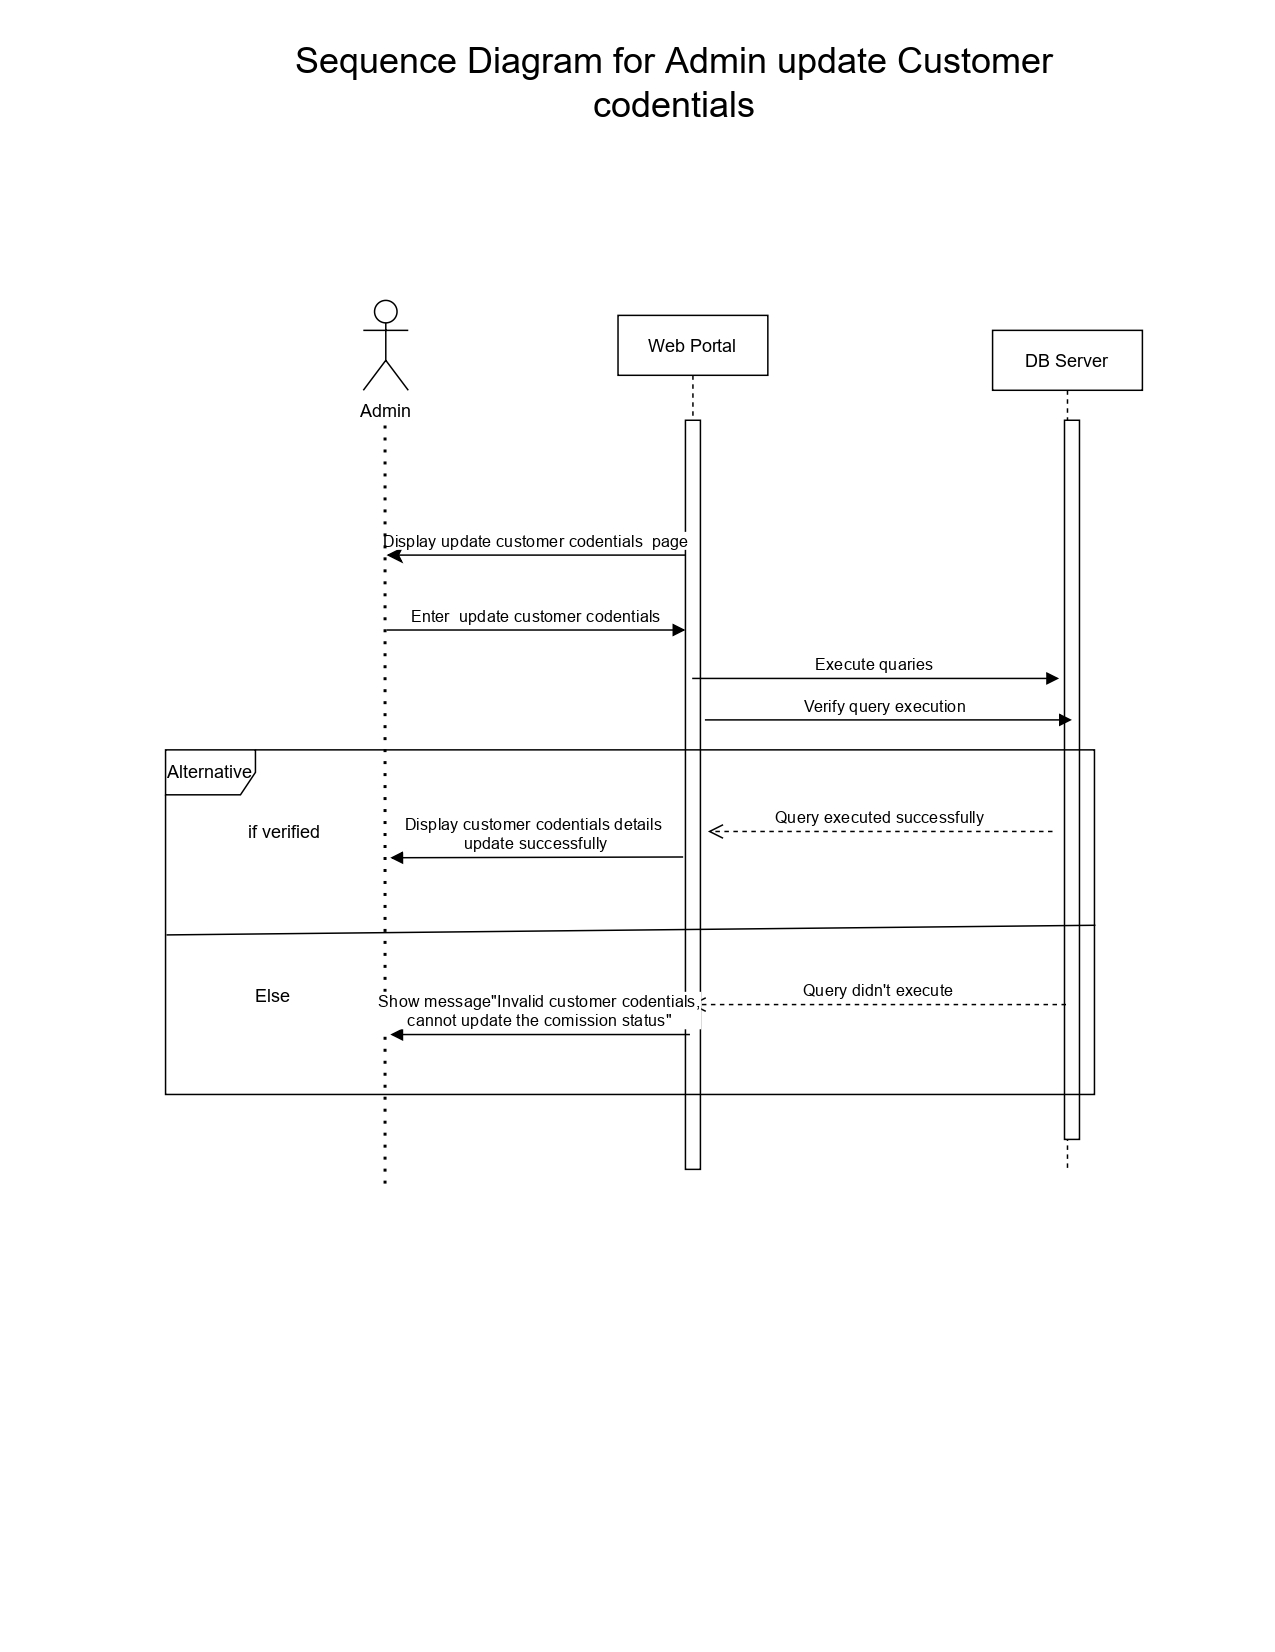 Sequence Diagram for Admin update Customer
codentials
Web Portal
DB Server
Admin
Display update customer codentials  page
Enter  update customer codentials
Execute quaries
Verify query execution
Alternative
if verified
Query executed successfully
Display customer codentials details
update successfully
Else
Query didn't execute
Show message"Invalid customer codentials,
cannot update the comission status"